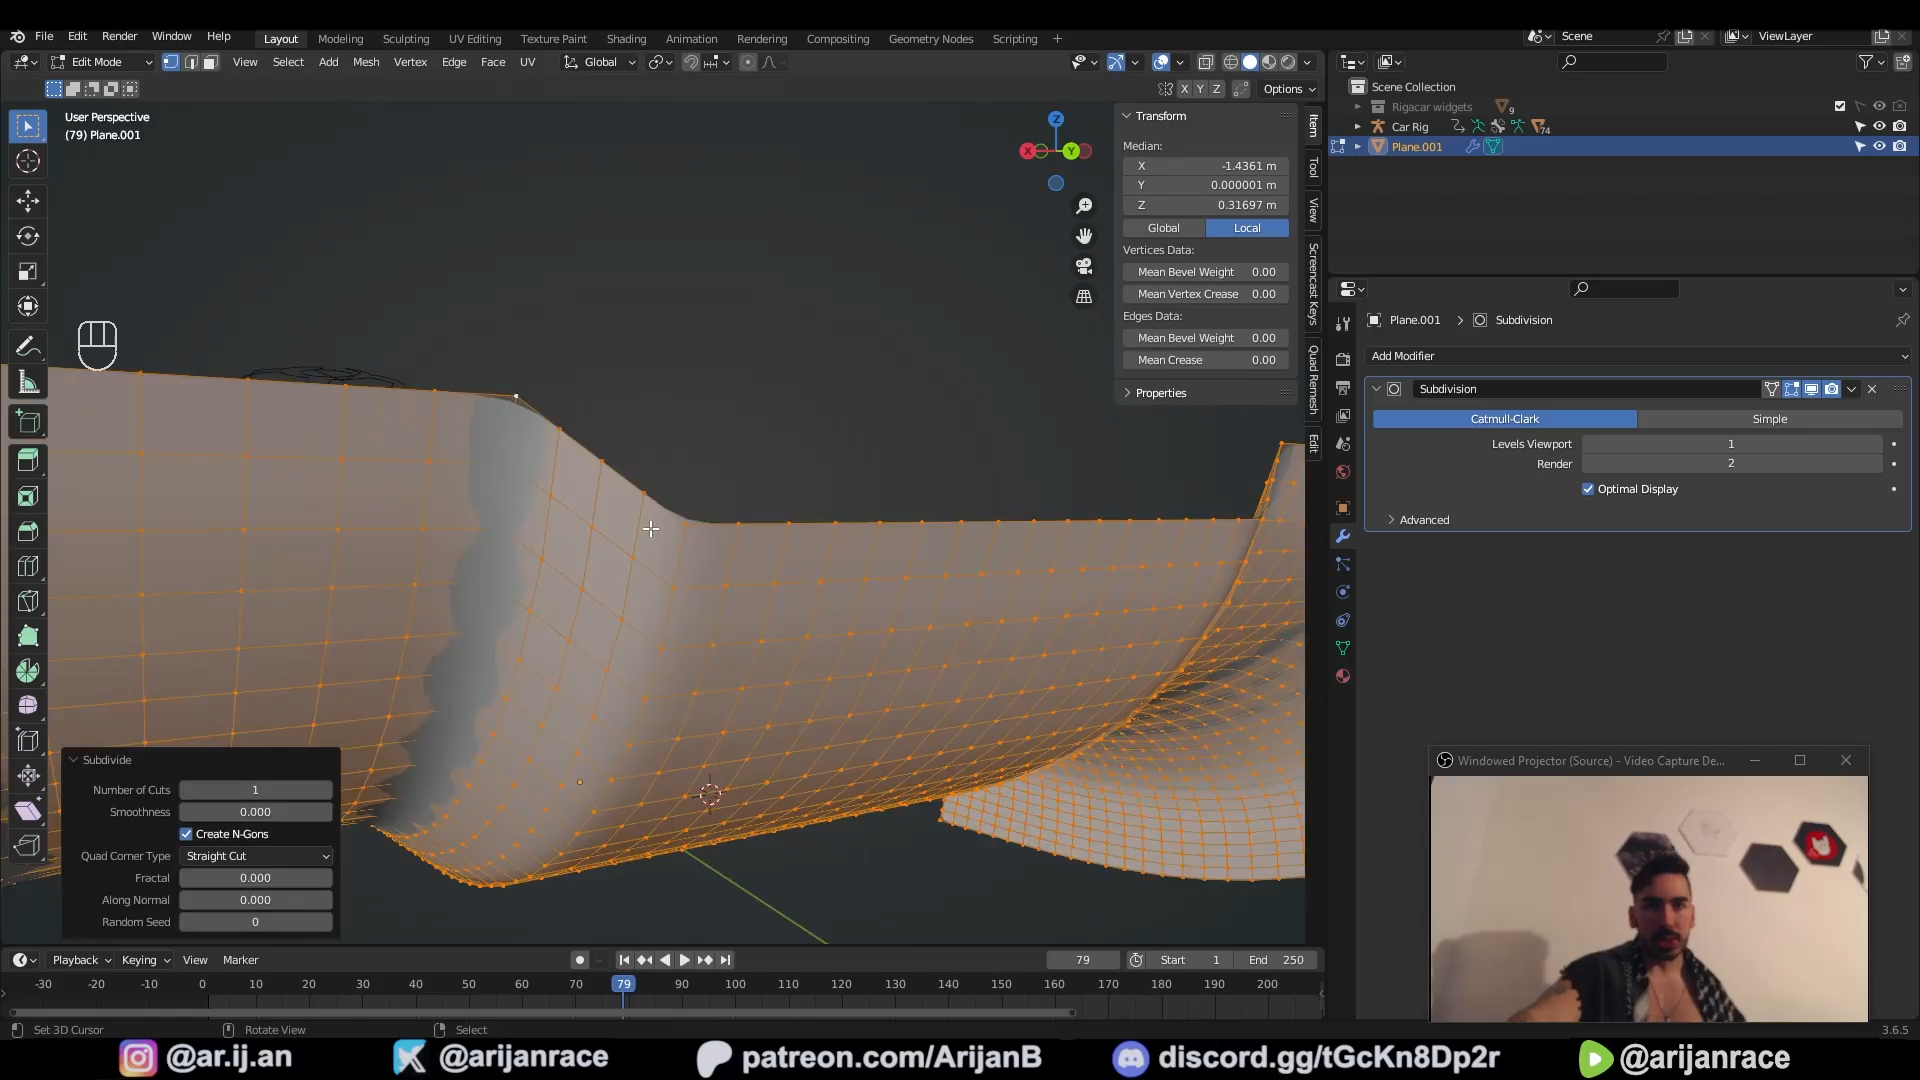 File Edit Render Window Help Layout Modeling Sculpting UV Editing Texture Paint Shading Animation Rendering Compositing Geometry Nodes Scripting + Scene ViewLayer
Edit Mode View Select Add Mesh Vertex Edge Face UV Global
X Y Z Options
User Perspective
(79) Plane.001
Z
X Y
Transform
Median:
X -1.4361 m
Y 0.000001 m
Z 0.31697 m
Global Local
Vertices Data:
Mean Bevel Weight 0.00
Mean Vertex Crease 0.00
Edges Data:
Mean Bevel Weight 0.00
Mean Crease 0.00
Properties
Item
Tool
View
Screencast Keys
Quad Remesh
Edit
Scene Collection
Rigacar widgets 9
Car Rig 74
Plane.001
Plane.001 > Subdivision
Add Modifier
Subdivision
Catmull-Clark Simple
Levels Viewport 1
Render 2
Optimal Display
Advanced
Subdivide
Number of Cuts 1
Smoothness 0.000
Create N-Gons
Quad Corner Type Straight Cut
Fractal 0.000
Along Normal 0.000
Random Seed 0
Windowed Projector (Source) - Video Capture De...
Playback Keying View Marker 79 Start 1 End 250
-30 -20 -10 0 10 20 30 40 50 60 70 79 90 100 110 120 130 140 150 160 170 180 190 200
Set 3D Cursor Rotate View Select 3.6.5
@ar.ij.an @arijanrace patreon.com/ArijanB discord.gg/tGcKn8Dp2r @arijanrace